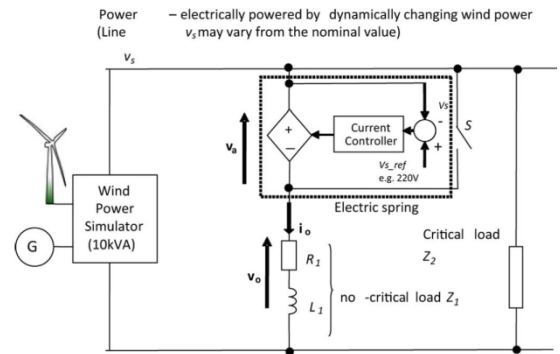 Power – electrically powered by dynamically changing wind power
(Line vs may vary from the nominal value)
vs
Vs
va
+
–
Current
Controller
-
+
S
Vs_ref
e.g. 220V
Electric spring
Wind
Power
Simulator
(10kVA)
G
io
vo
R1
L1
no -critical load Z1
Critical load
Z2